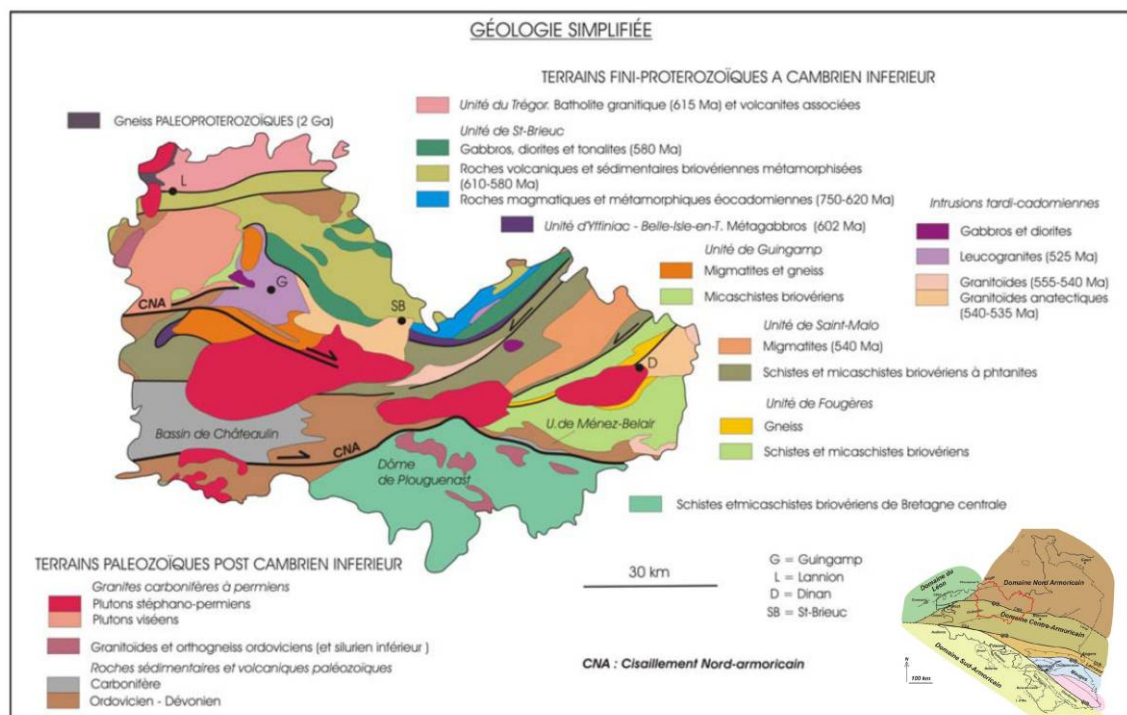 GÉOLOGIE SIMPLIFIÉE
TERRAINS FINI-PROTEROZOÏQUES A CAMBRIEN INFERIEUR
Gneiss PALEOPROTEROZOÏQUES (2 Ga)
Unité du Trégor. Batholite granitique (615 Ma) et volcanites associées
Unité de St-Brieuc
Gabbros, diorites et tonalites (580 Ma)
Roches volcaniques et sédimentaires briovériennes métamorphisées
(610-580 Ma)
Roches magmatiques et métamorphiques éocadomiennes (750-620 Ma)
Unité d'Yffiniac - Belle-Isle-en-T. Métagabbros (602 Ma)
Unité de Guingamp
Migmatites et gneiss
Micaschistes briovériens
Intrusions tardi-cadomiennes
Gabbros et diorites
Leucogranites (525 Ma)
Granitoïdes (555-540 Ma)
Granitoïdes anatectiques
(540-535 Ma)
Unité de Saint-Malo
Migmatites (540 Ma)
Schistes et micaschistes briovériens à phtanites
Unité de Fougères
Gneiss
Schistes et micaschistes briovériens
Schistes etmicaschistes briovériens de Bretagne centrale
L
G
CNA
SB
D
Bassin de Châteaulin
CNA
U. de Ménez-Belair
Dôme
de Plouguenast
TERRAINS PALEOZOÏQUES POST CAMBRIEN INFERIEUR
Granites carbonifères à permiens
Plutons stéphano-permiens
Plutons viséens
Granitoïdes et orthogneiss ordoviciens (et silurien inférieur )
Roches sédimentaires et volcaniques paléozoïques
Carbonifère
Ordovicien - Dévonien
30 km
G = Guingamp
L = Lannion
D = Dinan
SB = St-Brieuc
CNA : Cisaillement Nord-armoricain
Domaine du
Léon
Domaine Nord Armoricain
Domaine Centre-Armoricain
Domaine Sud-Armoricain
N
100 km